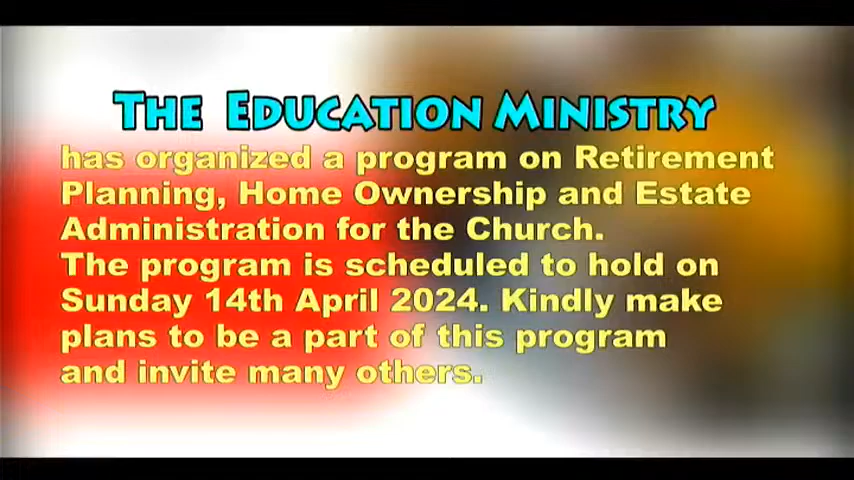 THE EDUCATION MINISTRY
has organized a program on Retirement
Planning, Home Ownership and Estate
Administration for the Church.
The program is scheduled to hold on
Sunday 14th April 2024. Kindly make
plans to be a part of this program
and invite many others.